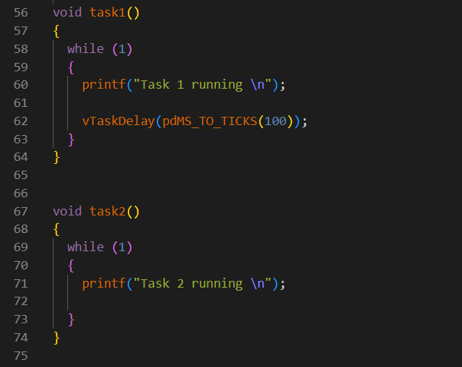 56 void task1()
57 {
58   while (1)
59   {
60     printf("Task 1 running \n");
61
62     vTaskDelay(pdMS_TO_TICKS(100));
63   }
64 }
65
66
67 void task2()
68 {
69   while (1)
70   {
71     printf("Task 2 running \n");
72
73   }
74 }
75